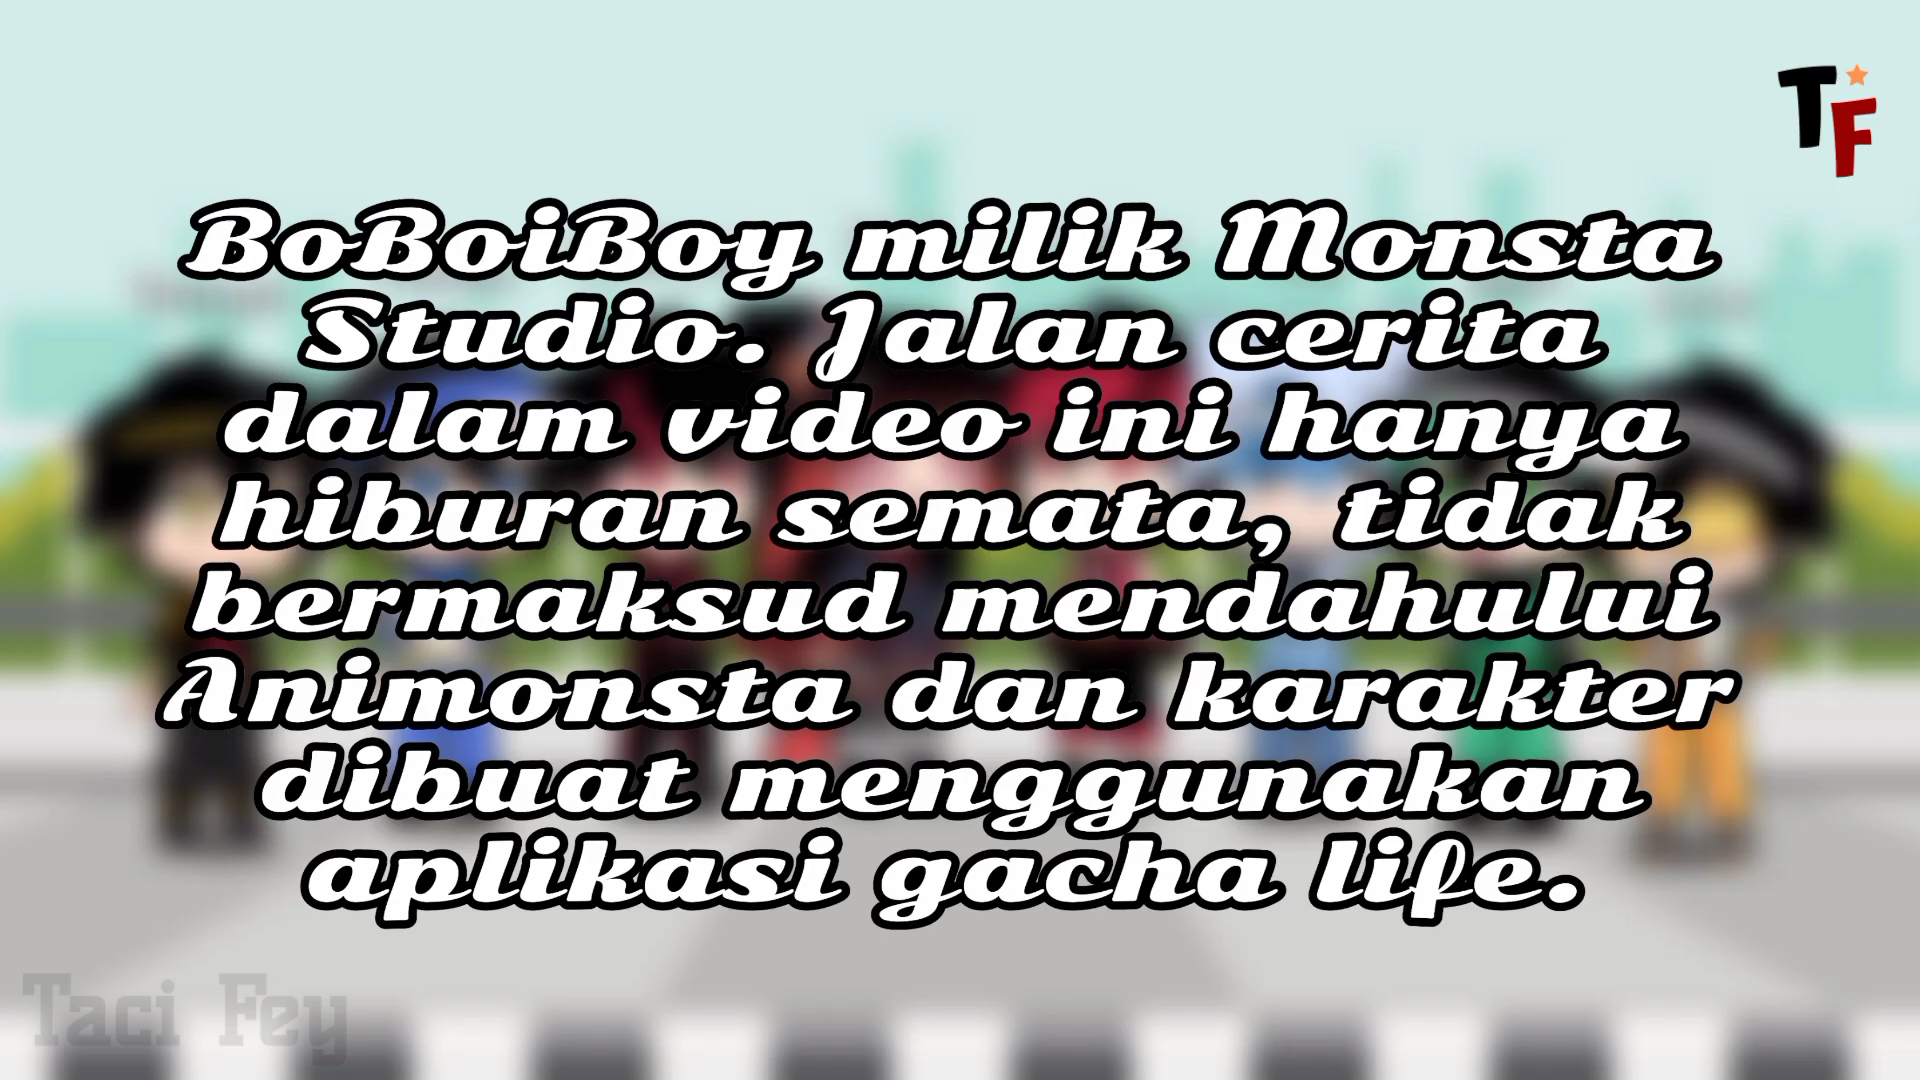 TF
BoBoiBoy milik Monsta
Studio. Jalan cerita
dalam video ini hanya
hiburan semata, tidak
bermaksud mendahului
Animonsta dan karakter
dibuat menggunakan
aplikasi gacha life.
Taci Fey